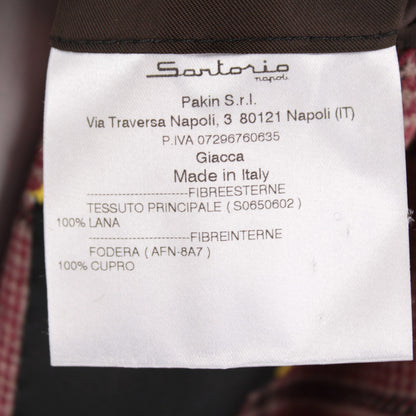 Sartorio
napoli
Pakin S.r.l.
Via Traversa Napoli, 3 80121 Napoli (IT)
P.IVA 07296760635
Giacca
Made in Italy
--------------------------FIBREESTERNE
TESSUTO PRINCIPALE ( S0650602 )
100% LANA
--------------------------FIBREINTERNE
FODERA ( AFN-8A7 )
100% CUPRO